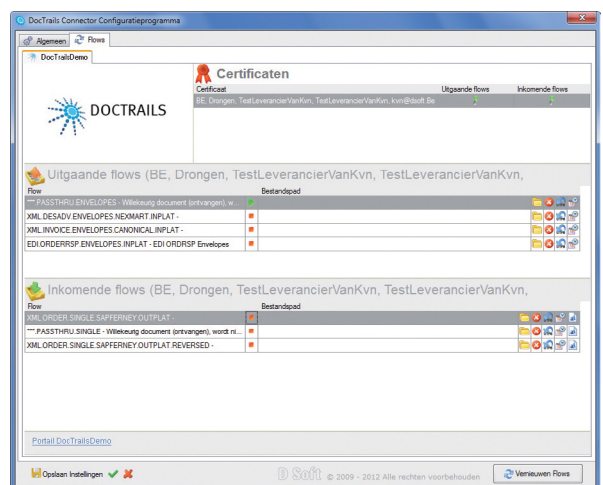 DocTrails Connector Configuratieprogramma
Algemeen Flows
DocTrailsDemo
DOCTRAILS
Certificaten
Certificaat Uitgaande flows Inkomende flows
BE, Drongen, TestLeverancierVanKvn, TestLeverancierVanKvn, kvn@dsoft.Be
Uitgaande flows (BE, Drongen, TestLeverancierVanKvn, TestLeverancierVanKvn,
Flow Bestandspad
***.PASSTHRU.ENVELOPES - Willekeurig document (ontvangen), w...
XML.DESADV.ENVELOPES.NEXMART.INPLAT -
XML.INVOICE.ENVELOPES.CANONICAL.INPLAT -
EDI.ORDERRSP.ENVELOPES.INPLAT - EDI ORDRSP Envelopes
Inkomende flows (BE, Drongen, TestLeverancierVanKvn, TestLeverancierVanKvn,
Flow Bestandspad
XML.ORDER.SINGLE.SAPFERNEY.OUTPLAT -
***.PASSTHRU.SINGLE - Willekeurig document (ontvangen), wordt ni...
XML.ORDER.SINGLE.SAPFERNEY.OUTPLAT.REVERSED -
Portail DocTrailsDemo
Opslaan Instellingen D Soft © 2009 - 2012 Alle rechten voorbehouden Vernieuwen Flows